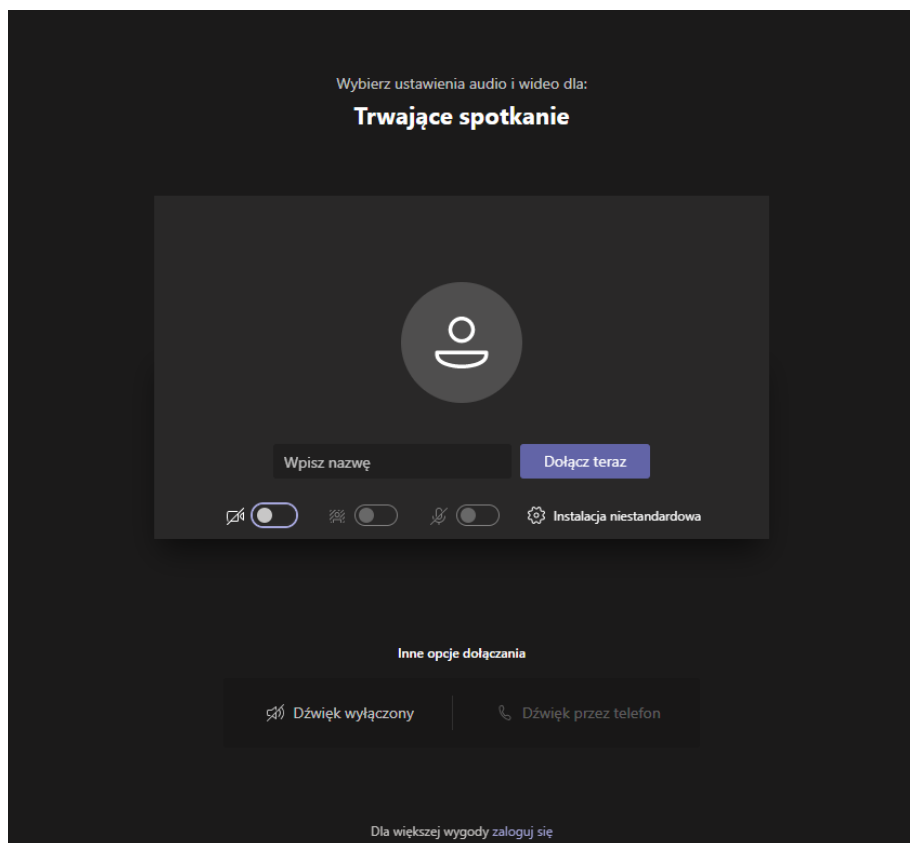 Wybierz ustawienia audio i wideo dla:
Trwające spotkanie
Wpisz nazwę
Dołącz teraz
Instalacja niestandardowa
Inne opcje dołączania
Dźwięk wyłączony
Dźwięk przez telefon
Dla większej wygody zaloguj się